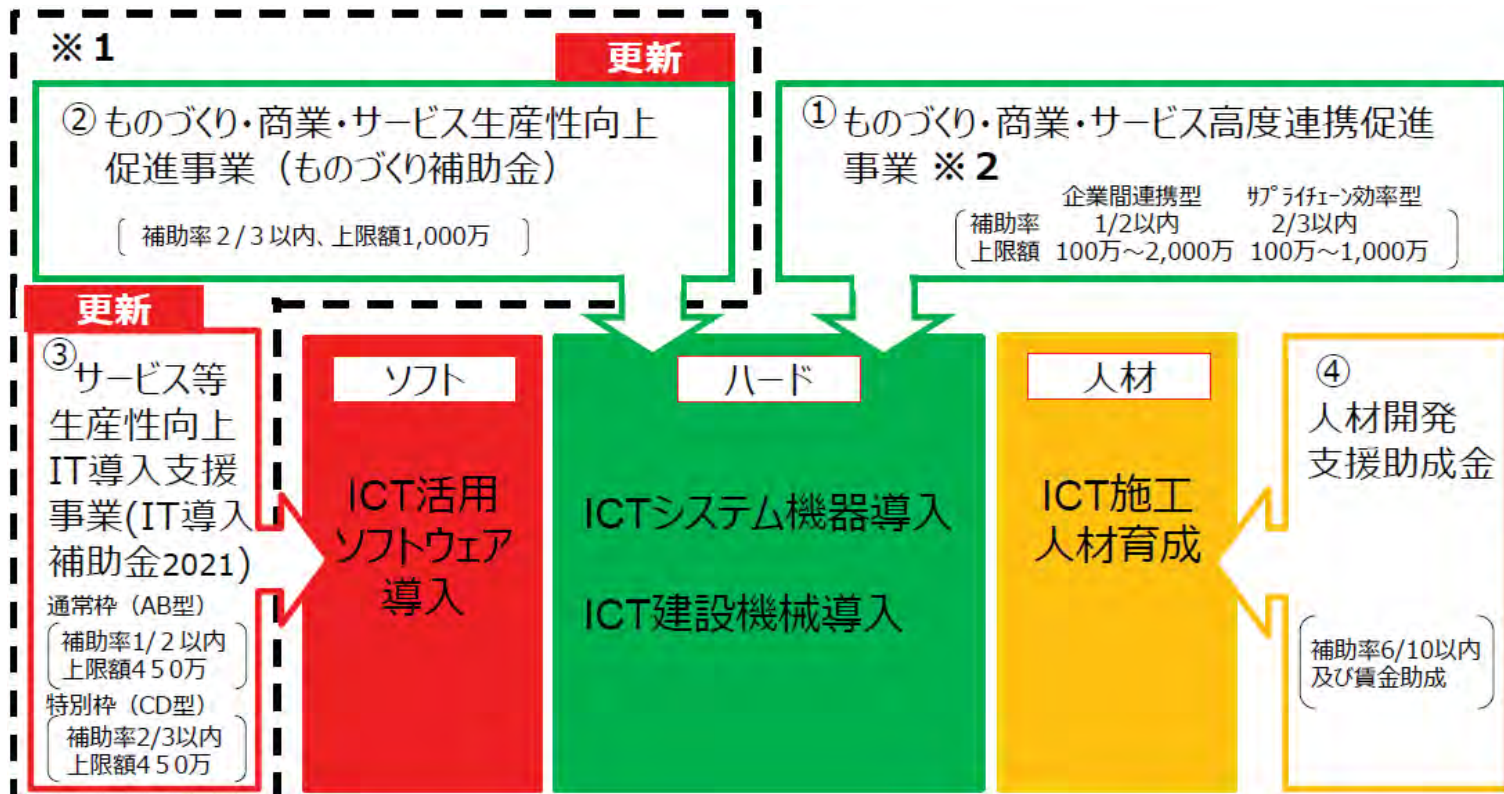 ※1
更新
②ものづくり・商業・サービス生産性向上
促進事業（ものづくり補助金）
補助率２/３以内、上限額1,000万
①ものづくり・商業・サービス高度連携促進
事業 ※2
企業間連携型 ｻﾌﾟﾗｲﾁｪｰﾝ効率型
補助率 1/2以内 2/3以内
上限額 100万～2,000万 100万～1,000万
更新
③サービス等
生産性向上
IT導入支援
事業(IT導入
補助金2021)
通常枠（AB型）
補助率1/２以内
上限額４５0万
特別枠（CD型）
補助率2/3以内
上限額４５0万
ソフト
ICT活用
ソフトウェア
導入
ハード
ICTシステム機器導入
ICT建設機械導入
人材
ICT施工
人材育成
④
人材開発
支援助成金
補助率6/10以内
及び賃金助成